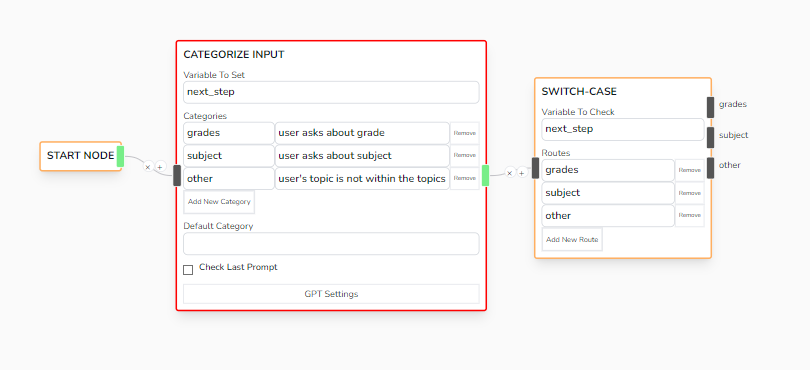 START NODE
× +
CATEGORIZE INPUT
Variable To Set
next_step
Categories
grades user asks about grade Remove
subject user asks about subject Remove
other user's topic is not within the topics Remove
Add New Category
Default Category
Check Last Prompt
GPT Settings
× +
SWITCH-CASE
Variable To Check
next_step
Routes
grades Remove
subject Remove
other Remove
Add New Route
grades
subject
other